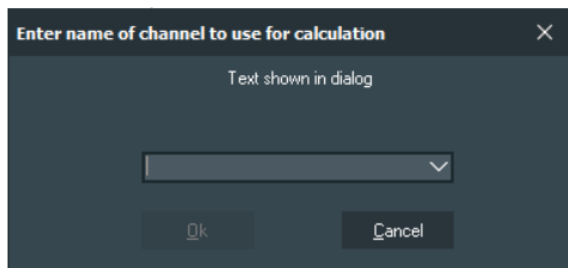 Enter name of channel to use for calculation
Text shown in dialog
Ok
Cancel